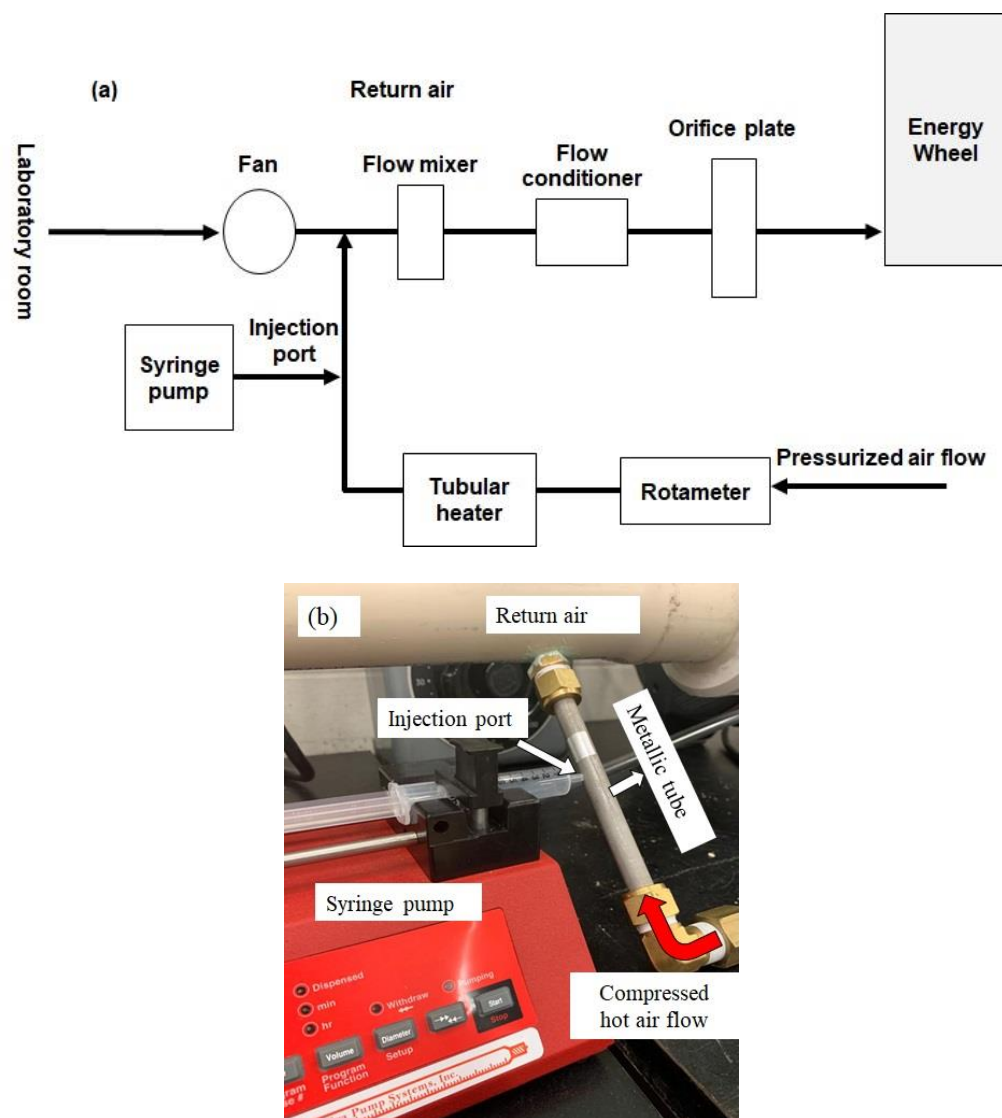 (a)
Return air
Laboratory room
Fan
Flow mixer
Flow
conditioner
Orifice plate
Energy
Wheel
Syringe
pump
Injection
port
Tubular
heater
Rotameter
Pressurized air flow
(b)
Return air
30
Injection port
Metallic tube
Syringe pump
Compressed
hot air flow
Dispensed
min
hr
Withdraw
Pumping
Start
Stop
Diameter
Setup
Volume
Program
Function
Pump Systems, Inc.